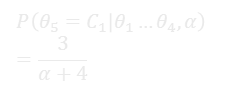 P(θ₅ = C₁|θ₁ ...θ₄, α)
= 3 / (α + 4)